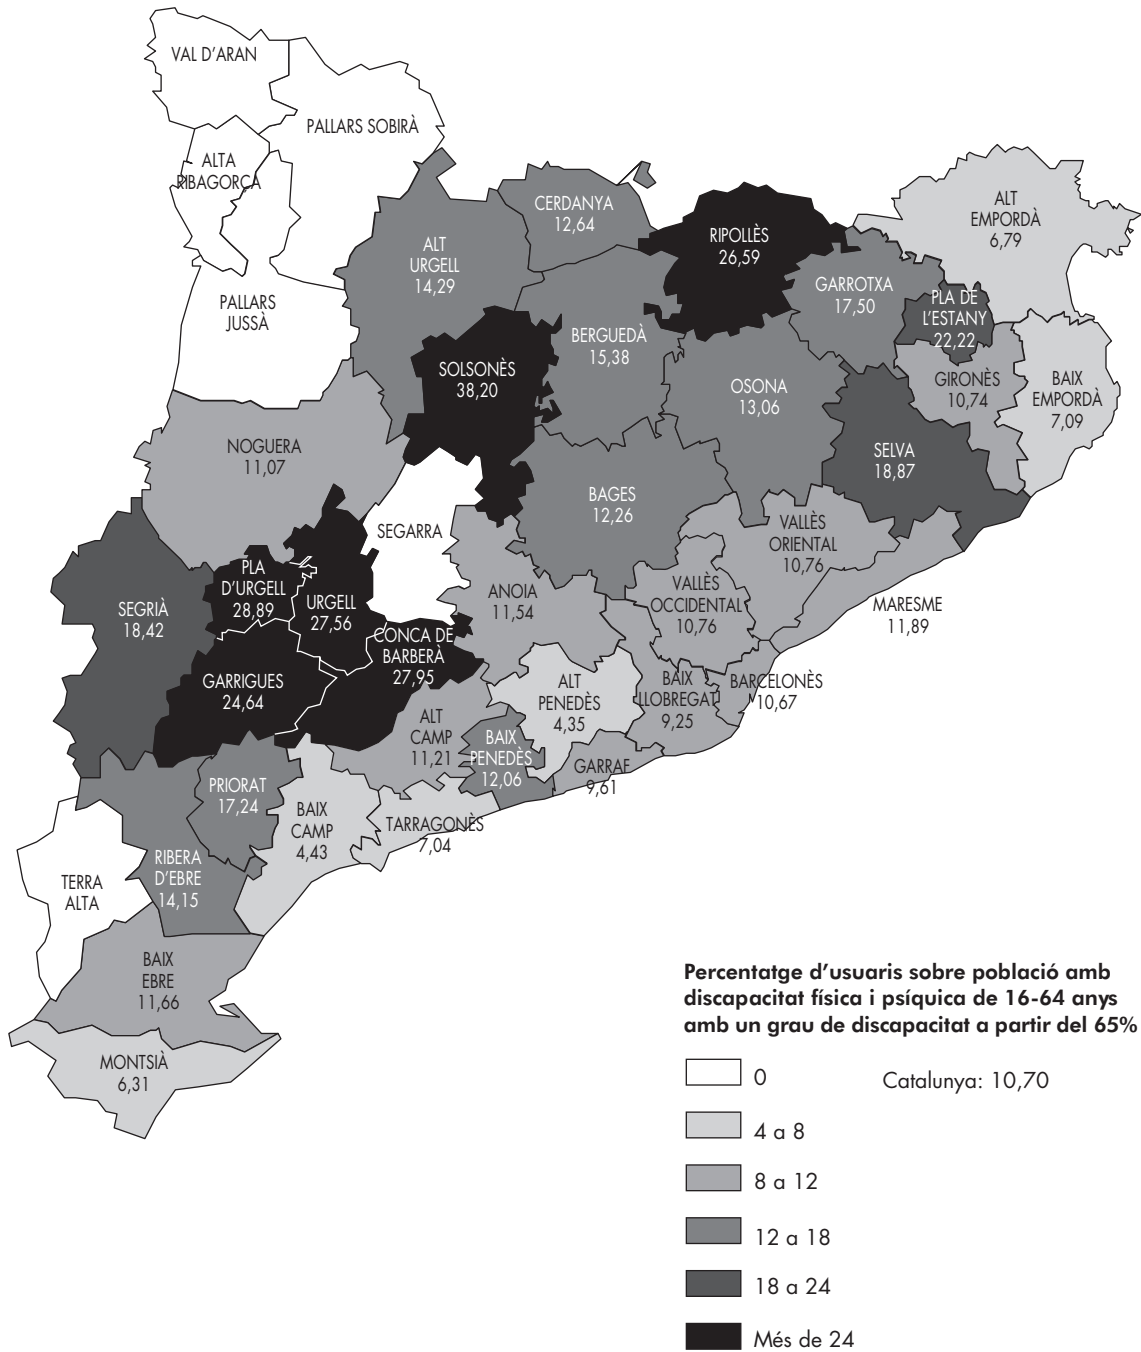 VAL D'ARAN
PALLARS SOBIRÀ
ALTA
RIBAGORÇA
PALLARS
JUSSÀ
ALT
URGELL
14,29
CERDANYA
12,64
RIPOLLÈS
26,59
ALT
EMPORDÀ
6,79
GARROTXA
17,50
PLA DE
L'ESTANY
22,22
BERGUEDÀ
15,38
SOLSONÈS
38,20
OSONA
13,06
GIRONÈS
10,74
BAIX
EMPORDÀ
7,09
NOGUERA
11,07
SELVA
18,87
BAGES
12,26
SEGARRA
VALLÈS
ORIENTAL
10,76
PLA
D'URGELL
28,89
URGELL
27,56
SEGRIÀ
18,42
ANOIA
11,54
VALLÈS
OCCIDENTAL
10,76
MARESME
11,89
CONCA DE
BARBERÀ
27,95
GARRIGUES
24,64
ALT
PENEDÈS
4,35
BAIX
LLOBREGAT
9,25
BARCELONÈS
10,67
ALT
CAMP
11,21
BAIX
PENEDÈS
12,06
GARRAF
9,61
PRIORAT
17,24
BAIX
CAMP
4,43
TARRAGONÈS
7,04
RIBERA
D'EBRE
14,15
TERRA
ALTA
BAIX
EBRE
11,66
MONTSIÀ
6,31
Percentatge d'usuaris sobre població amb
discapacitat física i psíquica de 16-64 anys
amb un grau de discapacitat a partir del 65%
0
Catalunya: 10,70
4 a 8
8 a 12
12 a 18
18 a 24
Més de 24